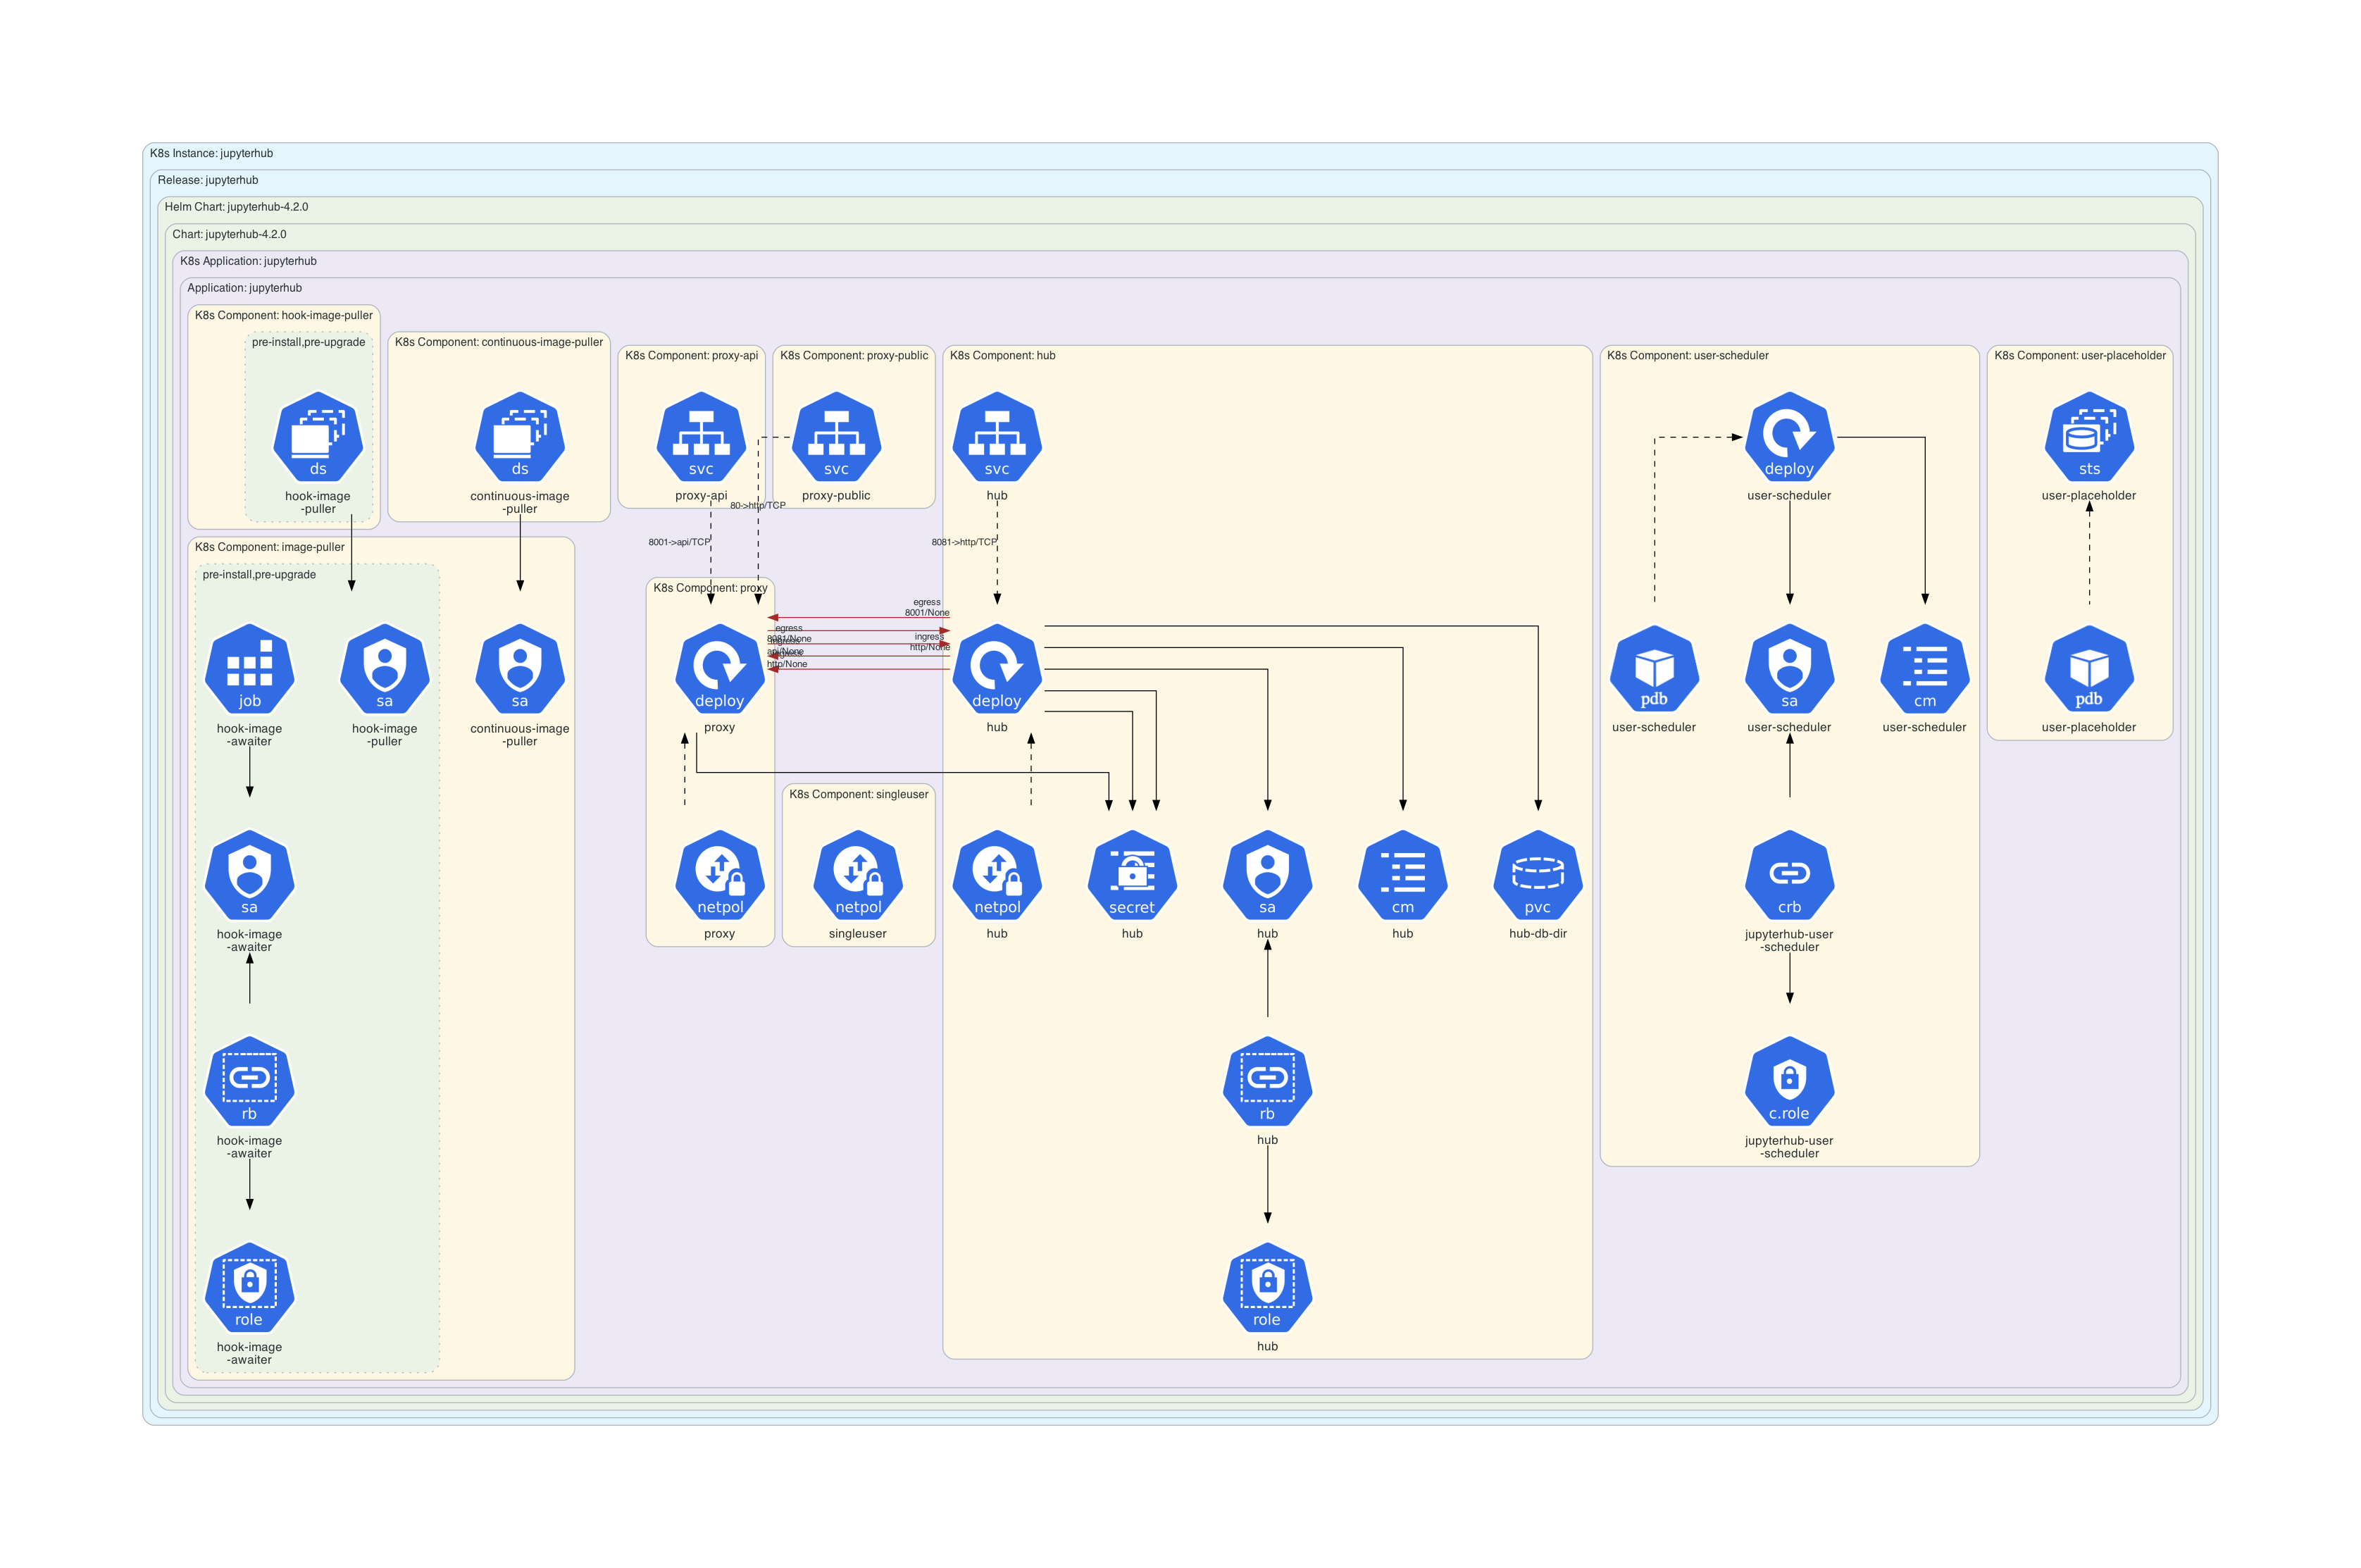 K8s Instance: jupyterhub
Release: jupyterhub
Helm Chart: jupyterhub-4.2.0
Chart: jupyterhub-4.2.0
K8s Application: jupyterhub
Application: jupyterhub
K8s Component: hook-image-puller
pre-install,pre-upgrade
ds
hook-image
-puller
K8s Component: continuous-image-puller
ds
continuous-image
-puller
K8s Component: proxy-api
svc
proxy-api
K8s Component: proxy-public
svc
proxy-public
K8s Component: hub
svc
hub
K8s Component: user-scheduler
deploy
user-scheduler
K8s Component: user-placeholder
sts
user-placeholder
80->http/TCP
8001->api/TCP
8081->http/TCP
K8s Component: image-puller
pre-install,pre-upgrade
job
hook-image
-awaiter
sa
hook-image
-puller
sa
continuous-image
-puller
K8s Component: proxy
deploy
proxy
egress
8001/None
egress
8081/None
ingress
api/None
http/None
ingress
http/None
deploy
hub
pdb
user-scheduler
sa
user-scheduler
cm
user-scheduler
pdb
user-placeholder
sa
hook-image
-awaiter
netpol
proxy
K8s Component: singleuser
netpol
singleuser
netpol
hub
secret
hub
sa
hub
cm
hub
pvc
hub-db-dir
crb
jupyterhub-user
-scheduler
rb
hook-image
-awaiter
rb
hub
c.role
jupyterhub-user
-scheduler
role
hook-image
-awaiter
role
hub